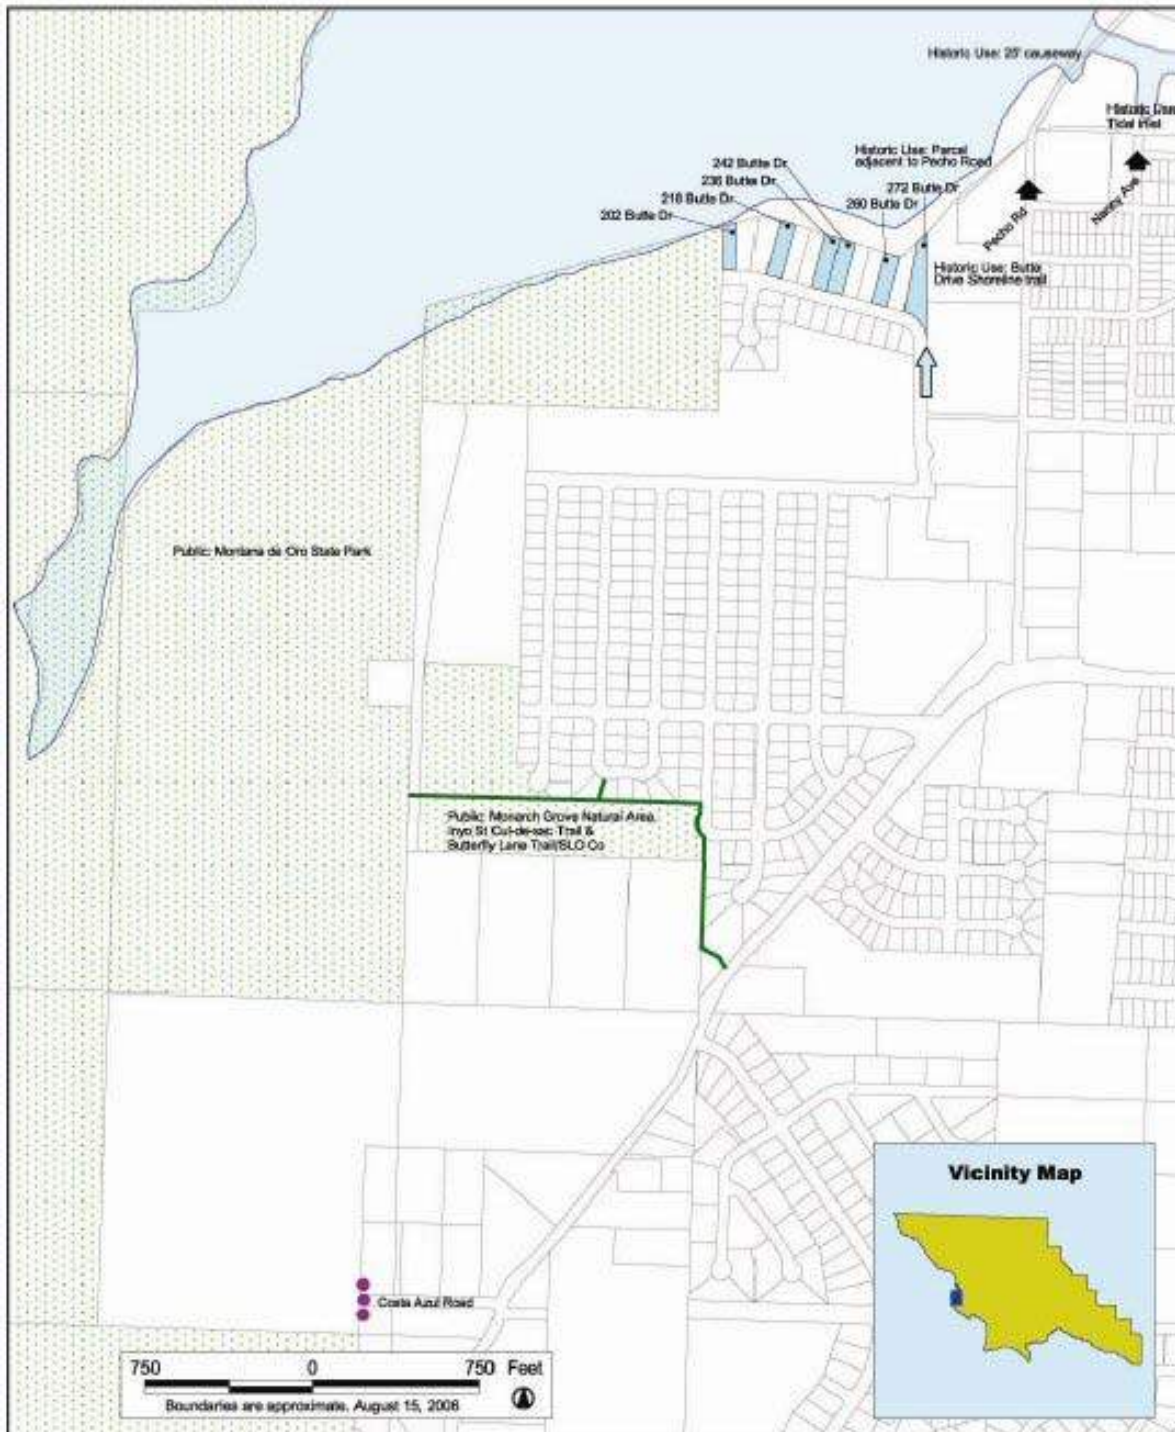 Historic Use: 25' causeway
Historic Use
Tidal Inlet
Historic Use: Parcel
adjacent to Pecho Road
242 Butte Dr
236 Butte Dr
218 Butte Dr
202 Butte Dr
272 Butte Dr
260 Butte Dr
Pecho Rd
Nanny Ave
Historic Use: Butte
Drive Shoreline trail
Public: Montana de Oro State Park
Public: Monarch Grove Natural Area,
Inyo St Cul-de-sac Trail &
Butterfly Lane Trail/SLO Co
Vicinity Map
Costa Azul Road
750 0 750 Feet
Boundaries are approximate. August 15, 2006